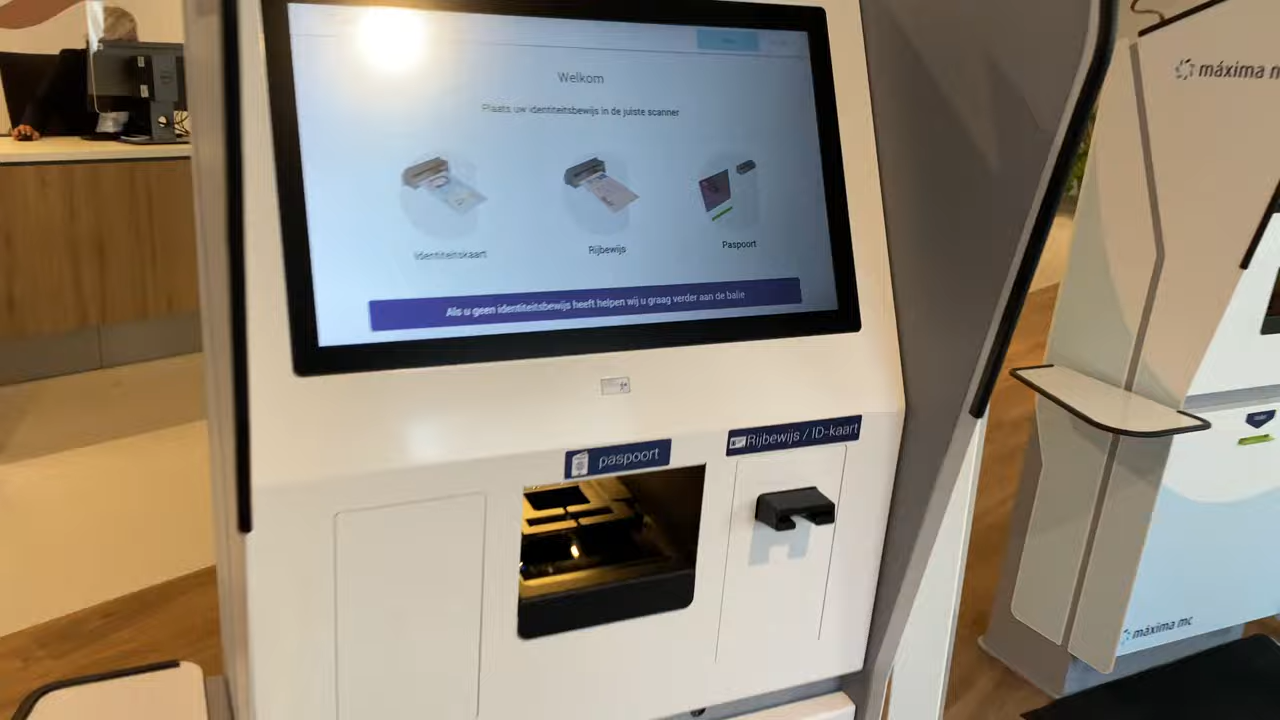 Welkom
Plaats uw identiteitsbewijs in de juiste scanner
Identiteitskaart
Rijbewijs
Paspoort
Als u geen identiteitsbewijs heeft helpen wij u graag verder aan de balie
paspoort
Rijbewijs / ID-kaart
máxima m
máxima mc